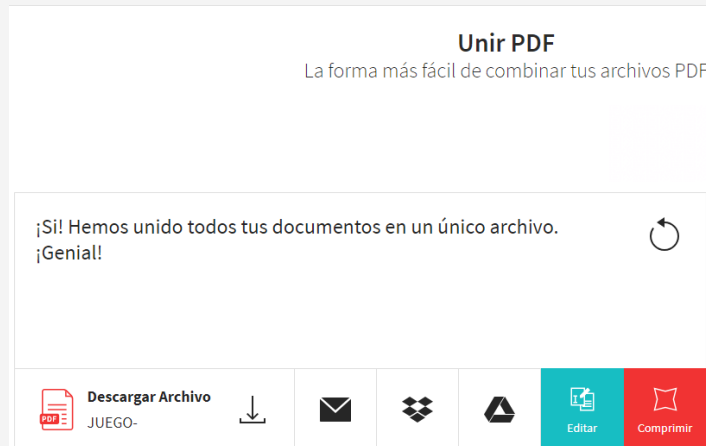 Unir PDF
La forma más fácil de combinar tus archivos PDF
¡Si! Hemos unido todos tus documentos en un único archivo.
¡Genial!
PDF
Descargar Archivo
JUEGO-
Editar
Comprimir